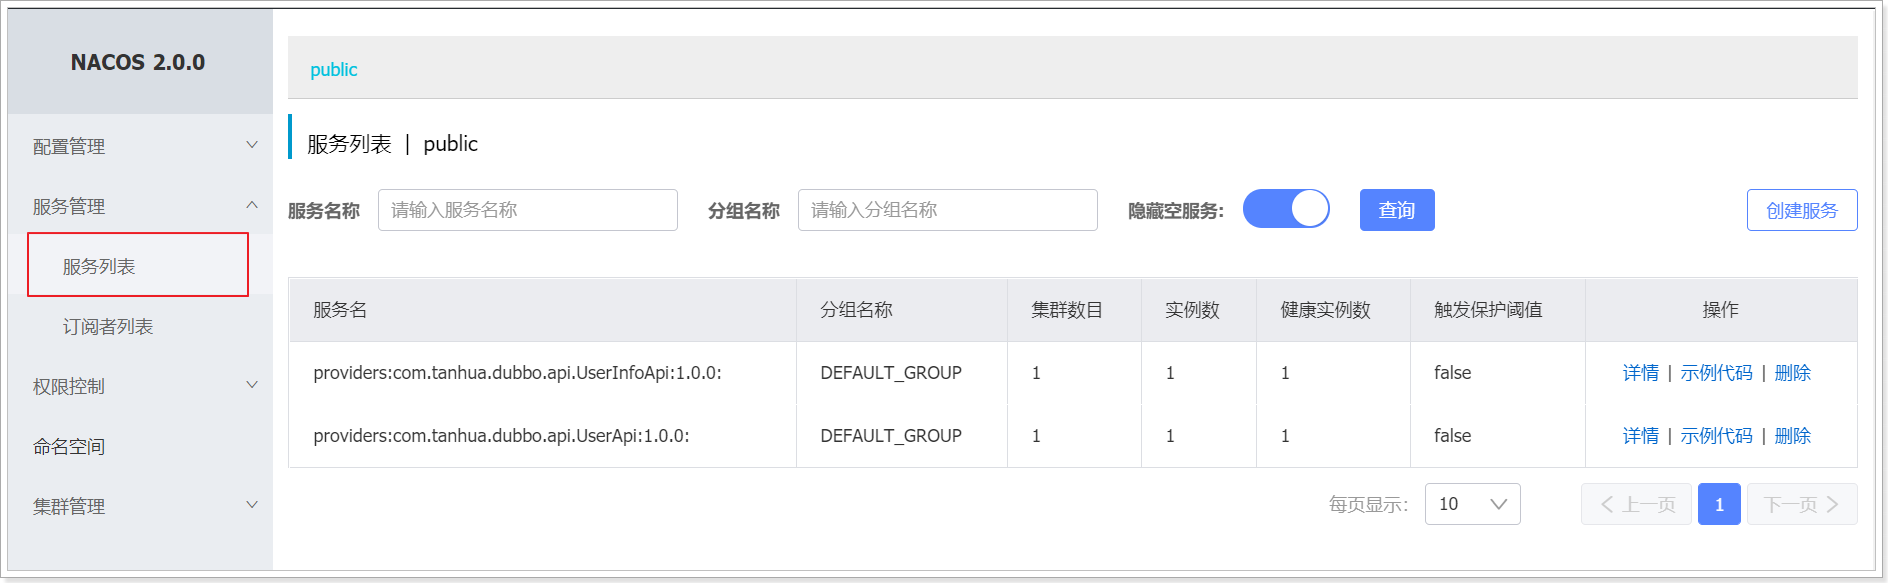 NACOS 2.0.0
配置管理
服务管理
服务列表
订阅者列表
权限控制
命名空间
集群管理
public
服务列表 | public
服务名称 请输入服务名称 分组名称 请输入分组名称 隐藏空服务: 查询 创建服务
服务名 分组名称 集群数目 实例数 健康实例数 触发保护阈值 操作
providers:com.tanhua.dubbo.api.UserInfoApi:1.0.0: DEFAULT_GROUP 1 1 1 false 详情 | 示例代码 | 删除
providers:com.tanhua.dubbo.api.UserApi:1.0.0: DEFAULT_GROUP 1 1 1 false 详情 | 示例代码 | 删除
每页显示: 10 上一页 1 下一页